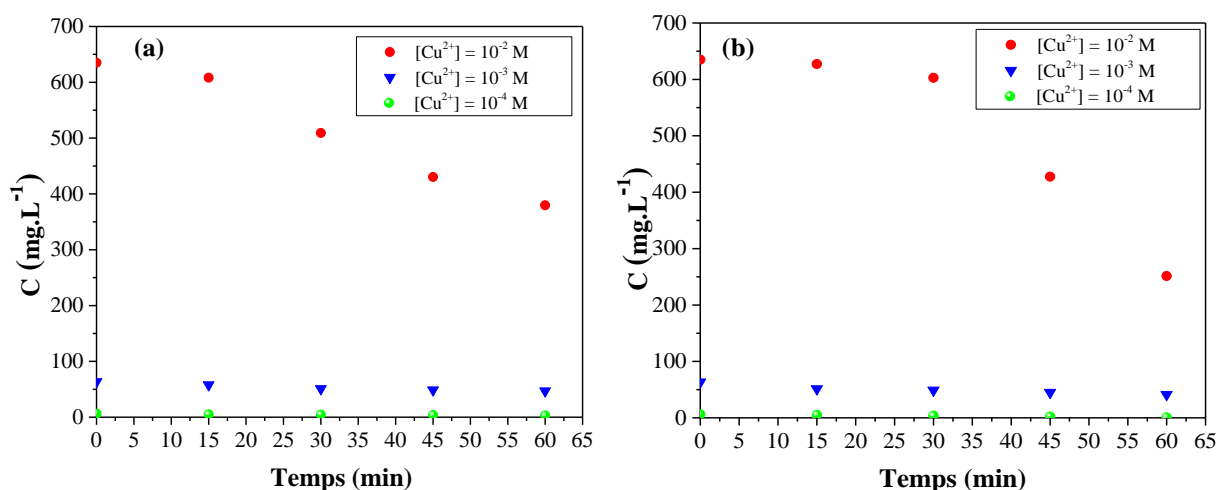 (a)
[Cu²⁺] = 10⁻² M
[Cu²⁺] = 10⁻³ M
[Cu²⁺] = 10⁻⁴ M
700
600
500
400
300
200
100
0
C (mg.L⁻¹)
0 5 10 15 20 25 30 35 40 45 50 55 60 65
Temps (min)
(b)
[Cu²⁺] = 10⁻² M
[Cu²⁺] = 10⁻³ M
[Cu²⁺] = 10⁻⁴ M
700
600
500
400
300
200
100
0
C (mg.L⁻¹)
0 5 10 15 20 25 30 35 40 45 50 55 60 65
Temps (min)